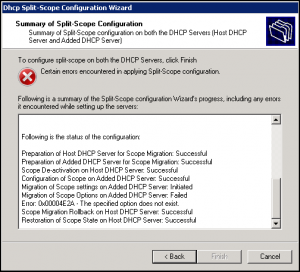 Dhcp Split-Scope Configuration Wizard
Summary of Split-Scope Configuration
Summary of Split-Scope Configuration on both the DHCP Servers (Host DHCP
Server and Added DHCP Server)
To configure split-scope on both the DHCP Servers, click Finish
Certain errors encountered in applying Split-Scope configuration.
Following is a summary of the Split-Scope configuration Wizard's progress, including any errors
it encountered while setting up the servers:
Following is the status of the configuration:
Preparation of Host DHCP Server for Scope Migration: Successful
Preparation of Added DHCP Server for Scope Migration: Successful
Scope De-activation on Host DHCP Server: Successful
Configuration of Scope on Added DHCP Server: Successful
Migration of Scope settings on Added DHCP Server: Initiated
Migration of Scope Options on Added DHCP Server: Failed
Error: 0x00004E2A - The specified option does not exist.
Scope Migration Rollback on Host DHCP Server: Successful
Restoration of Scope State on Host DHCP Server: Successful
< Back
Finish
Cancel